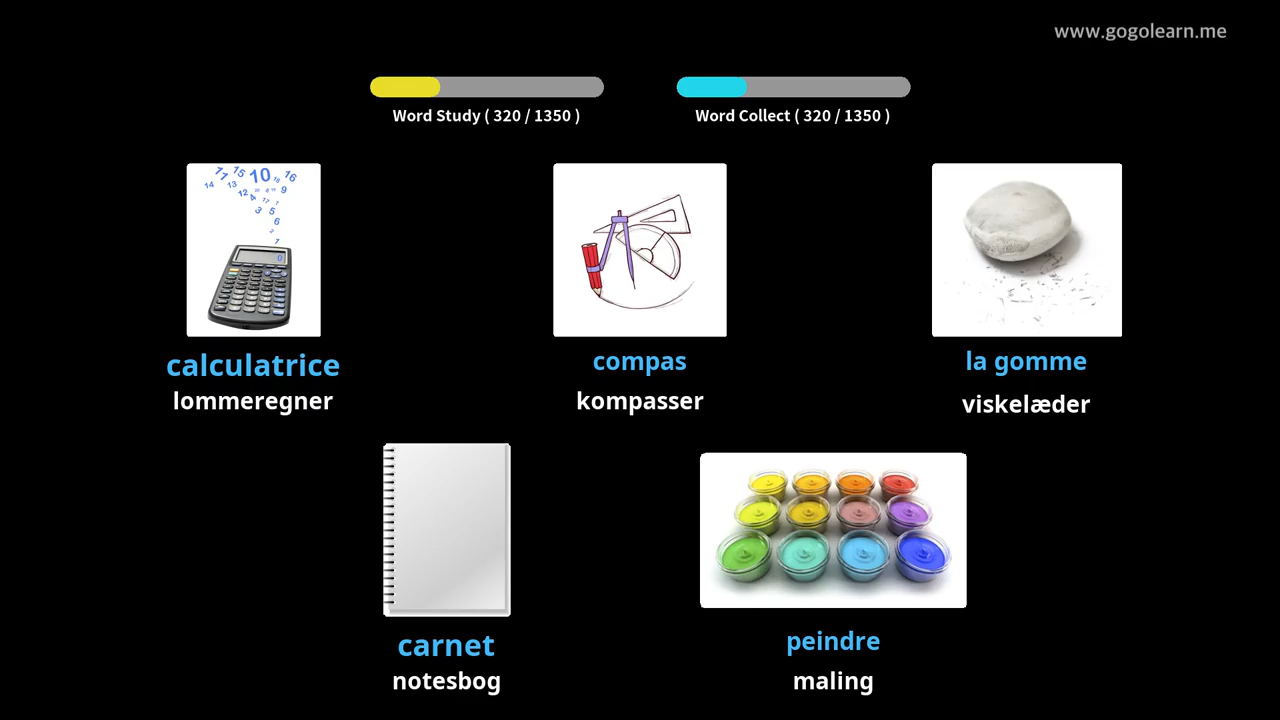 www.gogolearn.me
Word Study ( 320 / 1350 )
Word Collect ( 320 / 1350 )
calculatrice
lommeregner
compas
kompasser
la gomme
viskelæder
carnet
notesbog
peindre
maling